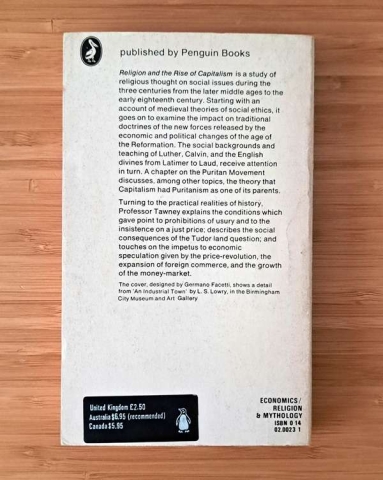 published by Penguin Books
Religion and the Rise of Capitalism is a study of
religious thought on social issues during the
three centuries from the later middle ages to the
early eighteenth century. Starting with an
account of medieval theories of social ethics, it
goes on to examine the impact on traditional
doctrines of the new forces released by the
economic and political changes of the age of
the Reformation. The social backgrounds and
teaching of Luther, Calvin, and the English
divines from Latimer to Laud, receive attention
in turn. A chapter on the Puritan Movement
discusses, among other topics, the theory that
Capitalism had Puritanism as one of its parents.
Turning to the practical realities of history,
Professor Tawney explains the conditions which
gave point to prohibitions of usury and to the
insistence on a just price; describes the social
consequences of the Tudor land question; and
touches on the impetus to economic
speculation given by the price-revolution, the
expansion of foreign commerce, and the growth
of the money-market.
The cover, designed by Germano Facetti, shows a detail
from 'An Industrial Town' by L. S. Lowry, in the Birmingham
City Museum and Art Gallery
United Kingdom £2.50
Australia $6.95 (recommended)
Canada $5.95
ECONOMICS/
RELIGION
& MYTHOLOGY
ISBN 0 14
02.0023 1